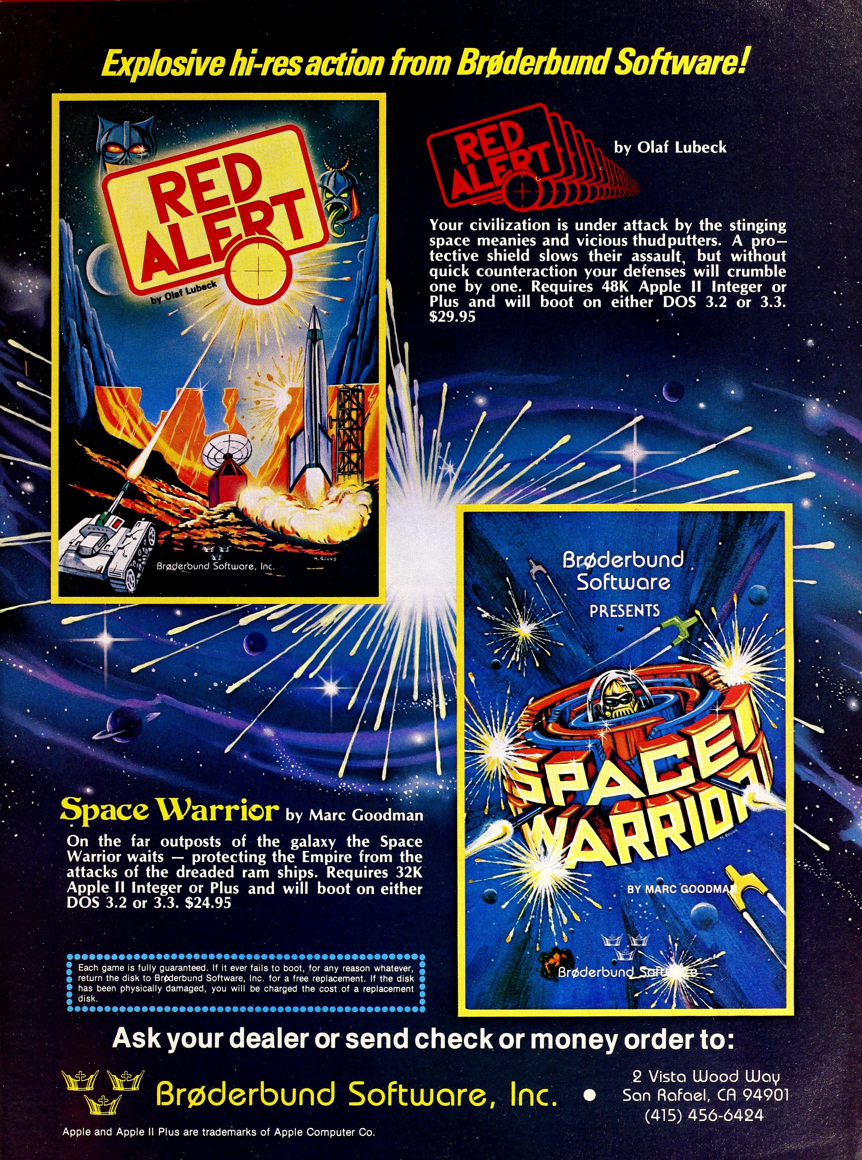 Explosive hi-res action from Brøderbund Software!
RED
ALERT
by Olaf Lubeck
Brøderbund Software, Inc.
RED
ALERT
by Olaf Lubeck
Your civilization is under attack by the stinging
space meanies and vicious thudputters. A pro—
tective shield slows their assault, but without
quick counteraction your defenses will crumble
one by one. Requires 48K Apple II Integer or
Plus and will boot on either DOS 3.2 or 3.3.
$29.95
Brøderbund
Software
PRESENTS
SPACE
WARRIOR
BY MARC GOODMAN
Brøderbund Software
Space Warrior by Marc Goodman
On the far outposts of the galaxy the Space
Warrior waits — protecting the Empire from the
attacks of the dreaded ram ships. Requires 32K
Apple II Integer or Plus and will boot on either
DOS 3.2 or 3.3. $24.95
Each game is fully guaranteed. If it ever fails to boot, for any reason whatever,
return the disk to Brøderbund Software, Inc. for a free replacement. If the disk
has been physically damaged, you will be charged the cost of a replacement
disk.
Ask your dealer or send check or money order to:
Brøderbund Software, Inc. •
2 Vista Wood Way
San Rafael, CA 94901
(415) 456-6424
Apple and Apple II Plus are trademarks of Apple Computer Co.